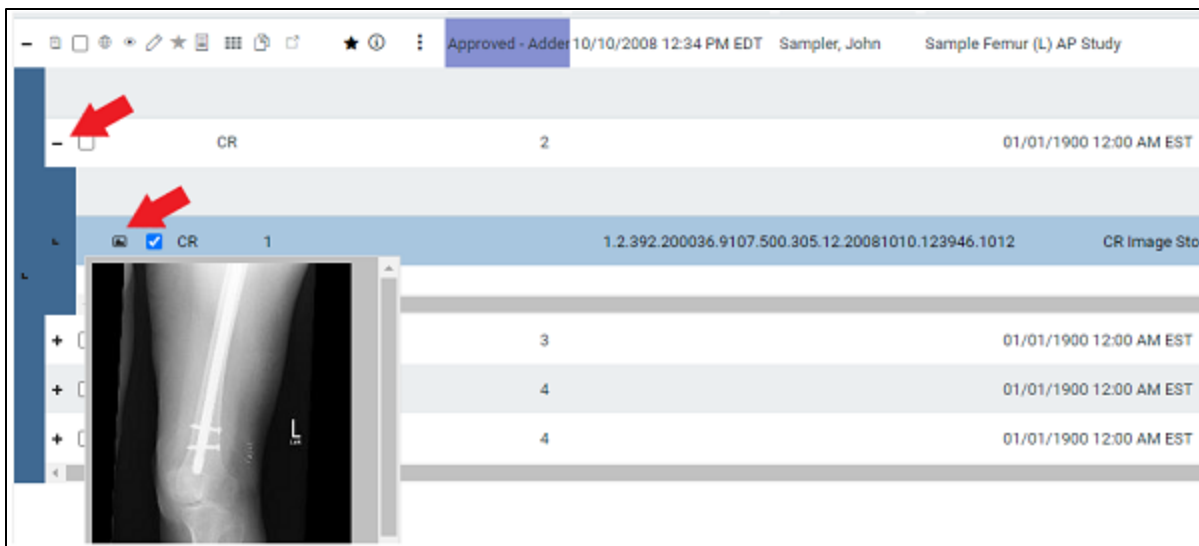 Approved - Adder 10/10/2008 12:34 PM EDT Sampler, John Sample Femur (L) AP Study
CR 2 01/01/1900 12:00 AM EST
CR 1 1.2.392.200036.9107.500.305.12.20081010.123946.1012 CR Image Sto
L
3 01/01/1900 12:00 AM EST
4 01/01/1900 12:00 AM EST
4 01/01/1900 12:00 AM EST